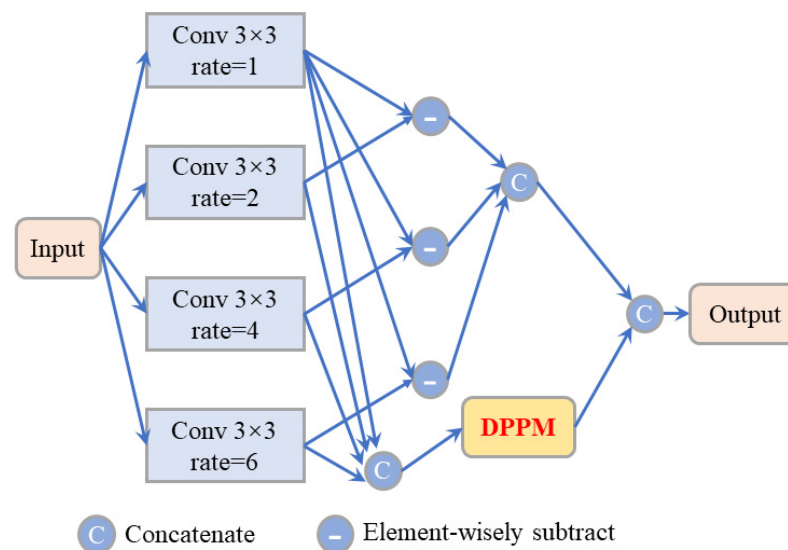 Conv 3×3
rate=1
Conv 3×3
rate=2
Input
Conv 3×3
rate=4
Conv 3×3
rate=6
-
-
-
C
C
DPPM
C
Output
C Concatenate
- Element-wisely subtract